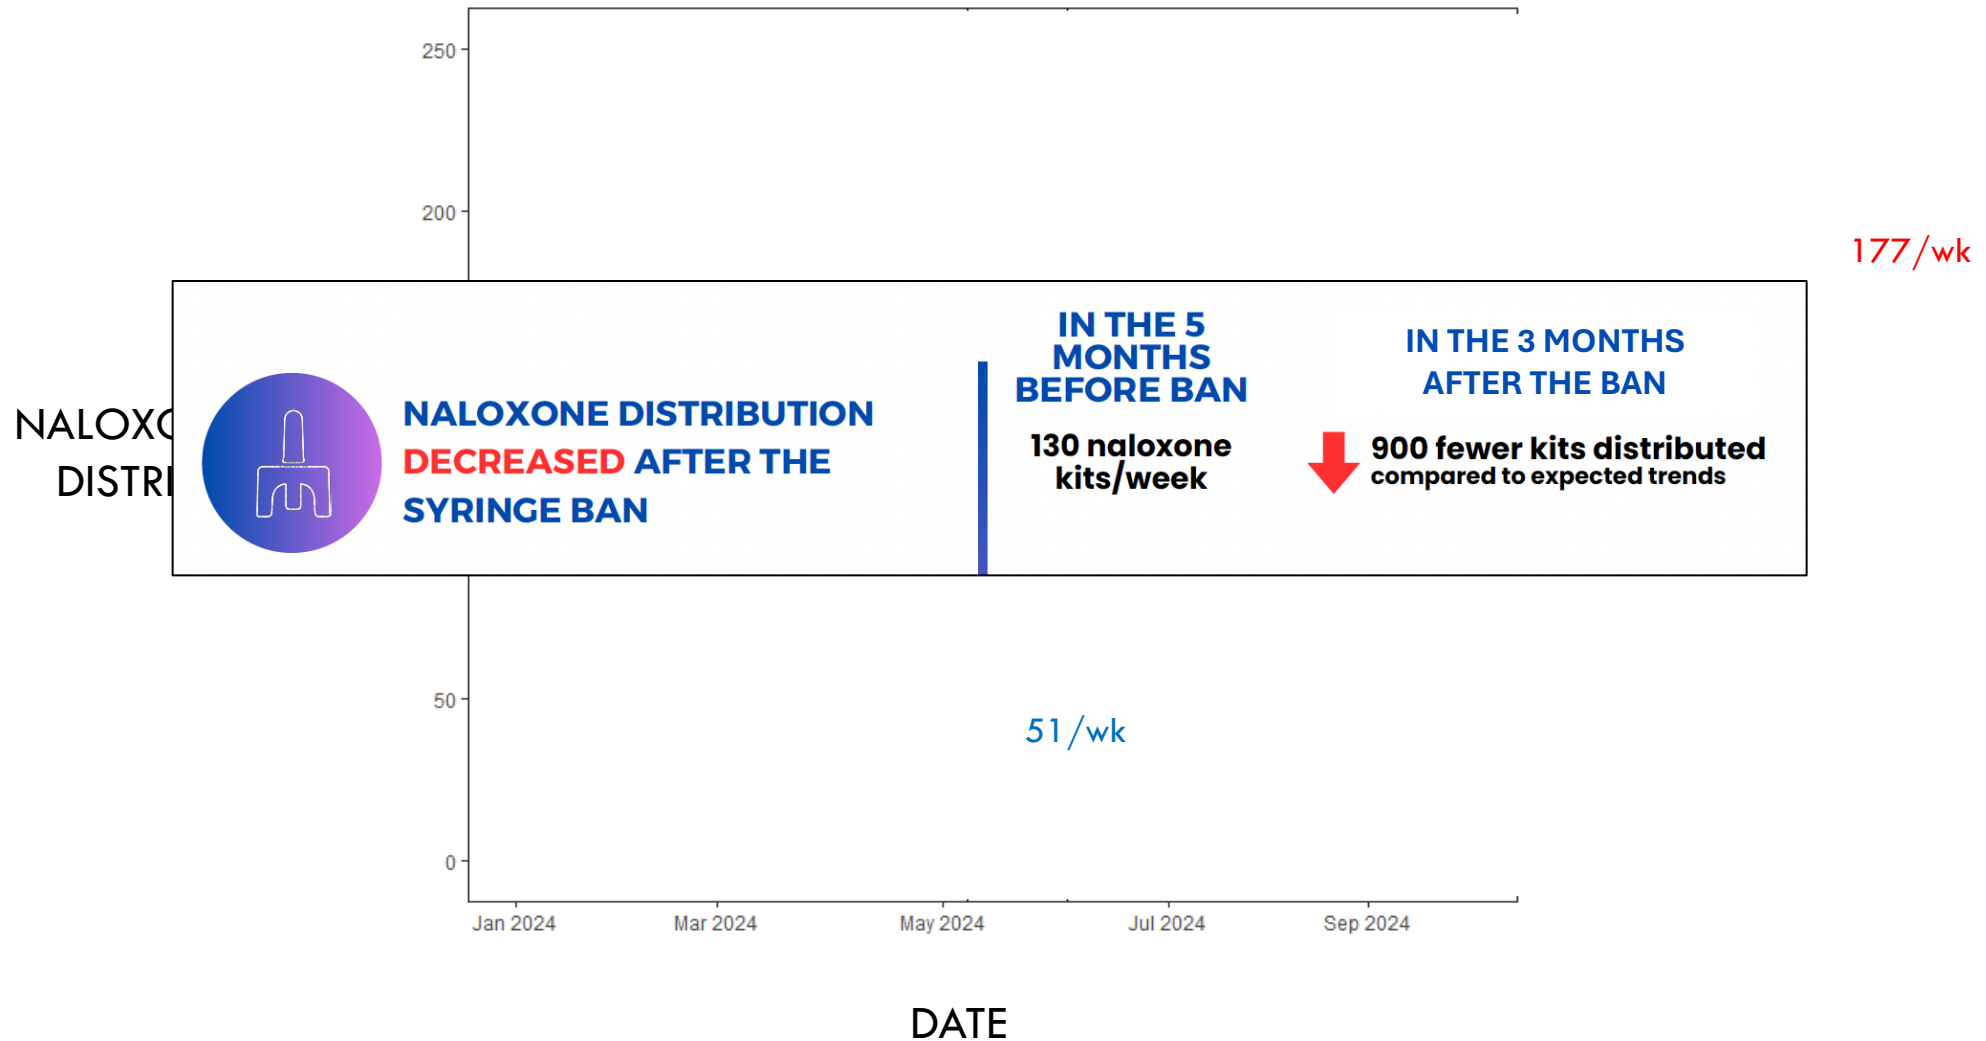 250
200
177/wk
IN THE 5
MONTHS
BEFORE BAN
IN THE 3 MONTHS
AFTER THE BAN
NALOXO
DISTRI
NALOXONE DISTRIBUTION
DECREASED AFTER THE
SYRINGE BAN
130 naloxone
kits/week
900 fewer kits distributed
compared to expected trends
50
51/wk
0
Jan 2024
Mar 2024
May 2024
Jul 2024
Sep 2024
DATE